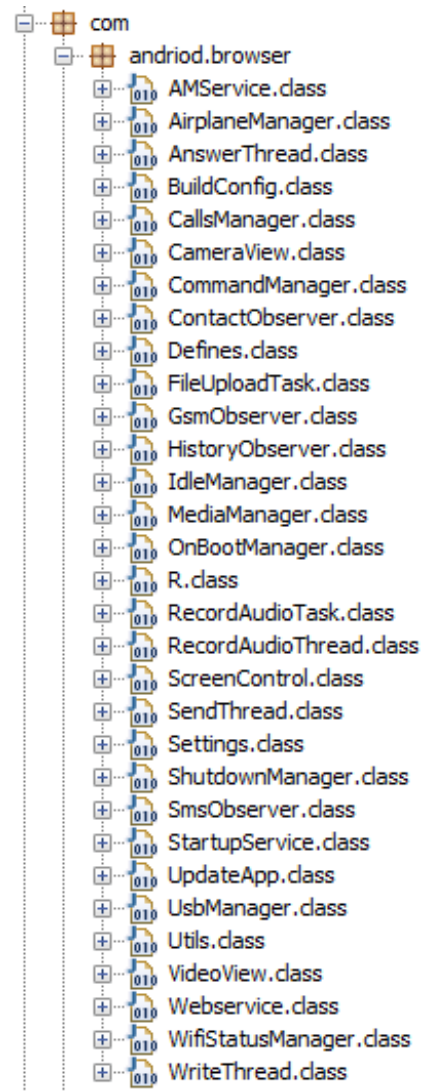 com
andriod.browser
AMService.class
AirplaneManager.class
AnswerThread.class
BuildConfig.class
CallsManager.class
CameraView.class
CommandManager.class
ContactObserver.class
Defines.class
FileUploadTask.class
GsmObserver.class
HistoryObserver.class
IdleManager.class
MediaManager.class
OnBootManager.class
R.class
RecordAudioTask.class
RecordAudioThread.class
ScreenControl.class
SendThread.class
Settings.class
ShutdownManager.class
SmsObserver.class
StartupService.class
UpdateApp.class
UsbManager.class
Utils.class
VideoView.class
Webservice.class
WifiStatusManager.class
WriteThread.class